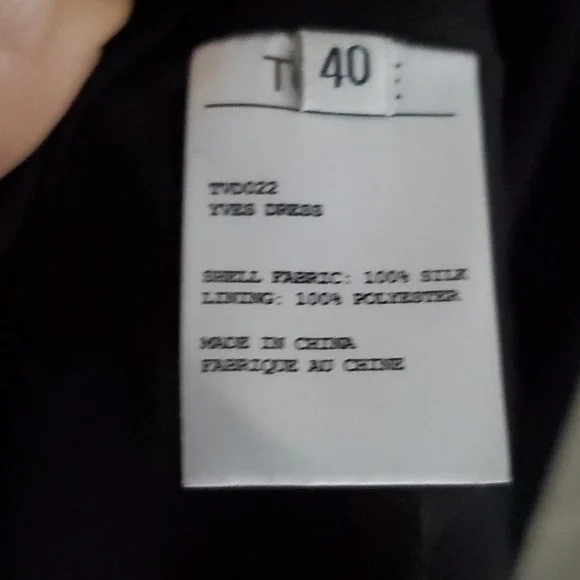 40
TVD022
YVES DRESS
SHELL FABRIC: 100% SILK
LINING: 100% POLYESTER
MADE IN CHINA
FABRIQUE AU CHINE